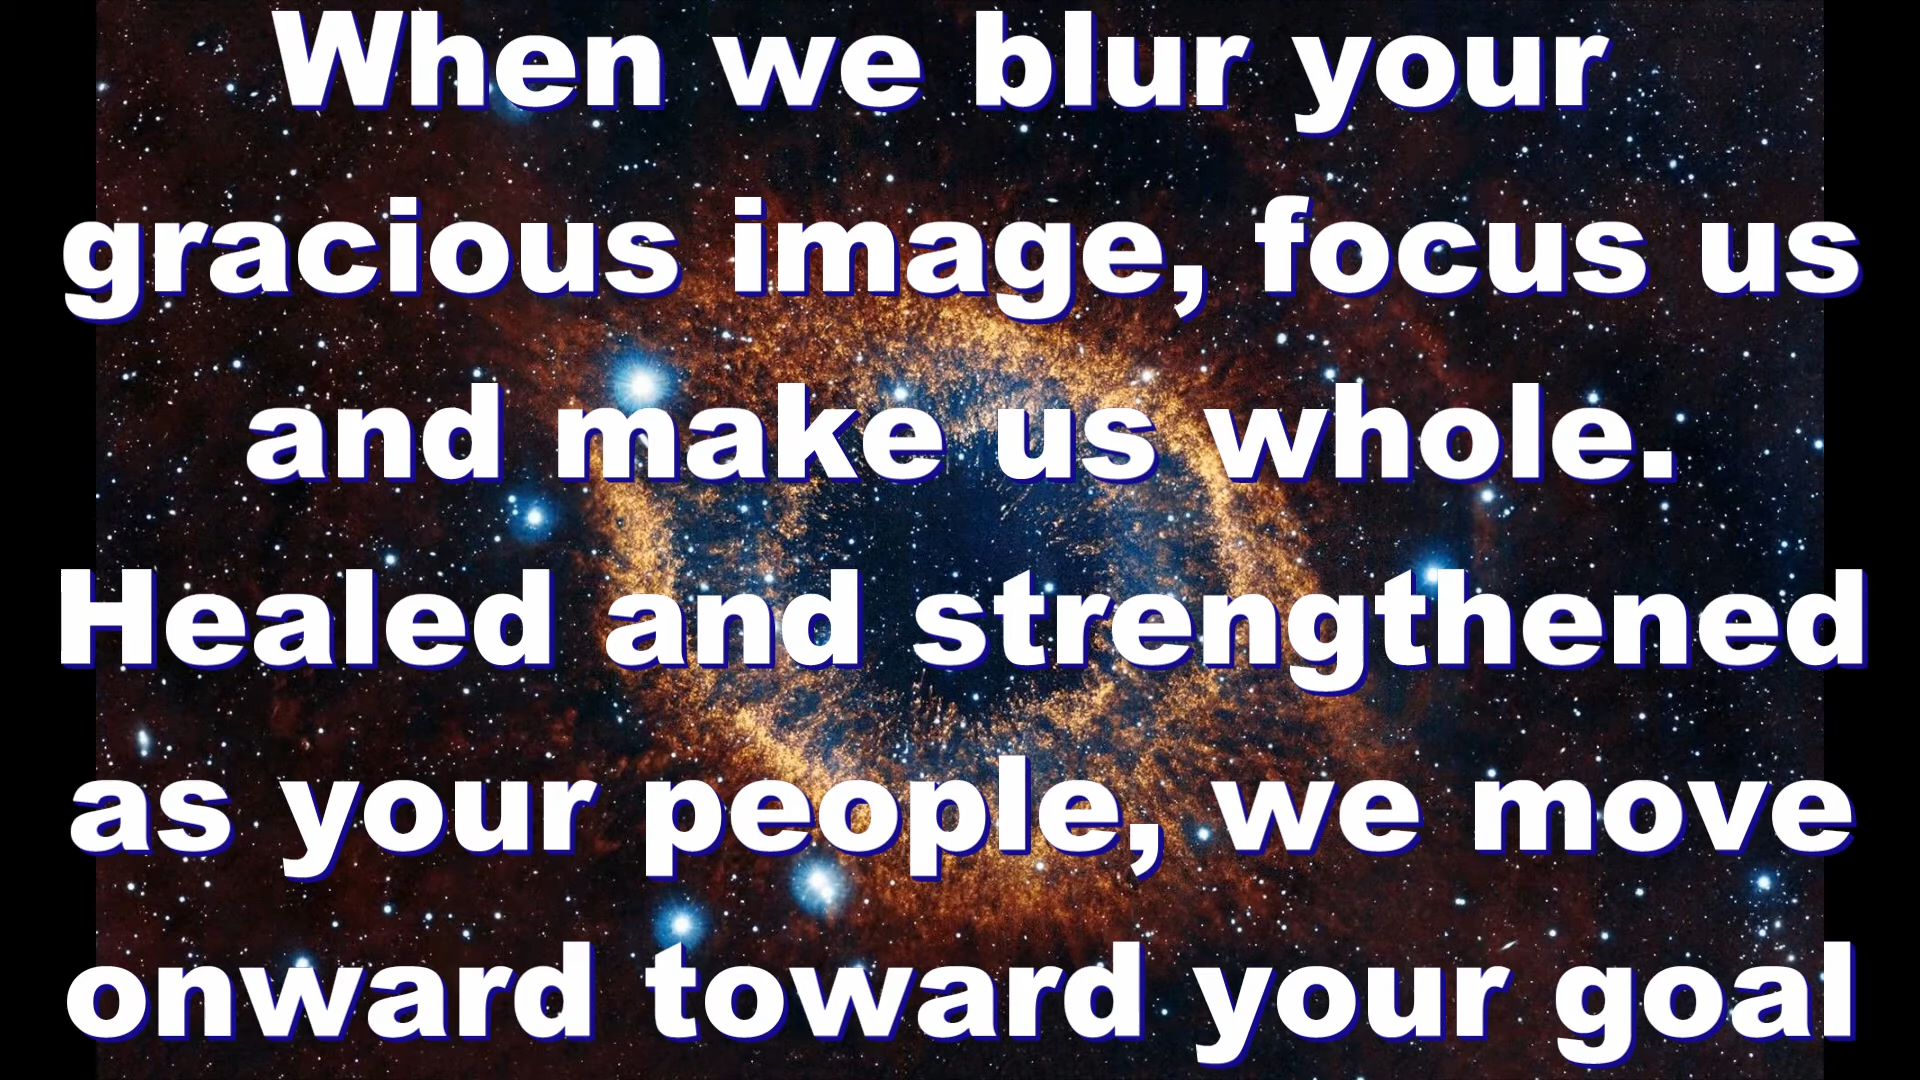 When we blur your
gracious image, focus us
and make us whole.
Healed and strengthened
as your people, we move
onward toward your goal